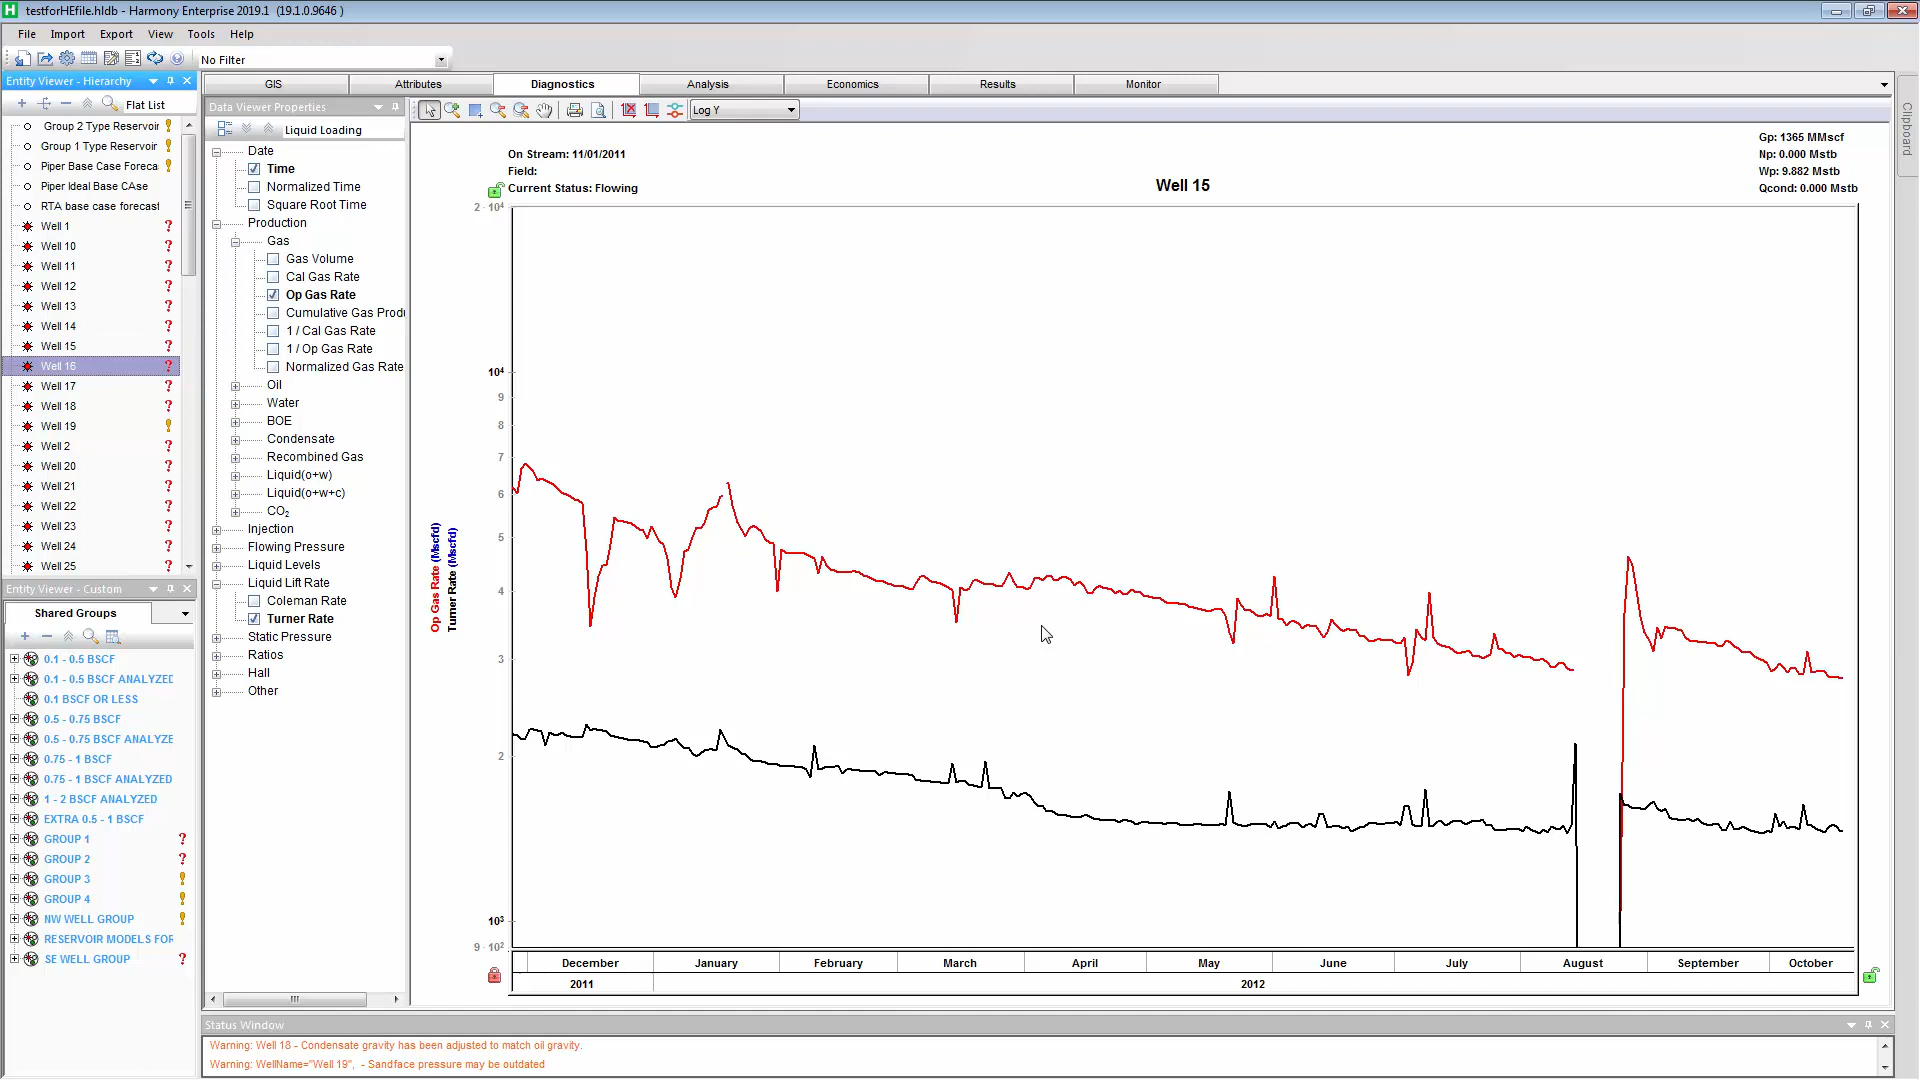 testforHEfile.hldb - Harmony Enterprise 2019.1 (19.1.0.9646 )
File Import Export View Tools Help
No Filter
Entity Viewer - Hierarchy
Flat List
Group 2 Type Reservoir
Group 1 Type Reservoir
Piper Base Case Foreca
Piper Ideal Base CAse
RTA base case forecast
Well 1
Well 10
Well 11
Well 12
Well 13
Well 14
Well 15
Well 16
Well 17
Well 18
Well 19
Well 2
Well 20
Well 21
Well 22
Well 23
Well 24
Well 25
Entity Viewer - Custom
Shared Groups
0.1 - 0.5 BSCF
0.1 - 0.5 BSCF ANALYZED
0.1 BSCF OR LESS
0.5 - 0.75 BSCF
0.5 - 0.75 BSCF ANALYZE
0.75 - 1 BSCF
0.75 - 1 BSCF ANALYZED
1 - 2 BSCF ANALYZED
EXTRA 0.5 - 1 BSCF
GROUP 1
GROUP 2
GROUP 3
GROUP 4
NW WELL GROUP
RESERVOIR MODELS FOR
SE WELL GROUP
GIS Attributes Diagnostics Analysis Economics Results Monitor
Data Viewer Properties
Liquid Loading
Date
Time
Normalized Time
Square Root Time
Production
Gas
Gas Volume
Cal Gas Rate
Op Gas Rate
Cumulative Gas Produ
1 / Cal Gas Rate
1 / Op Gas Rate
Normalized Gas Rate
Oil
Water
BOE
Condensate
Recombined Gas
Liquid(o+w)
Liquid(o+w+c)
CO₂
Injection
Flowing Pressure
Liquid Levels
Liquid Lift Rate
Coleman Rate
Turner Rate
Static Pressure
Ratios
Hall
Other
Log Y
On Stream: 11/01/2011
Field:
Current Status: Flowing
Well 15
Gp: 1365 MMscf
Np: 0.000 Mstb
Wp: 9.882 Mstb
Qcond: 0.000 Mstb
2 · 10⁴
10⁴
9
8
7
6
5
4
3
2
10³
9 · 10²
Op Gas Rate (Mscfd)
Turner Rate (Mscfd)
December January February March April May June July August September October
2011 2012
Clipboard
Status Window
Warning: Well 18 - Condensate gravity has been adjusted to match oil gravity.
Warning: WellName="Well 19", - Sandface pressure may be outdated